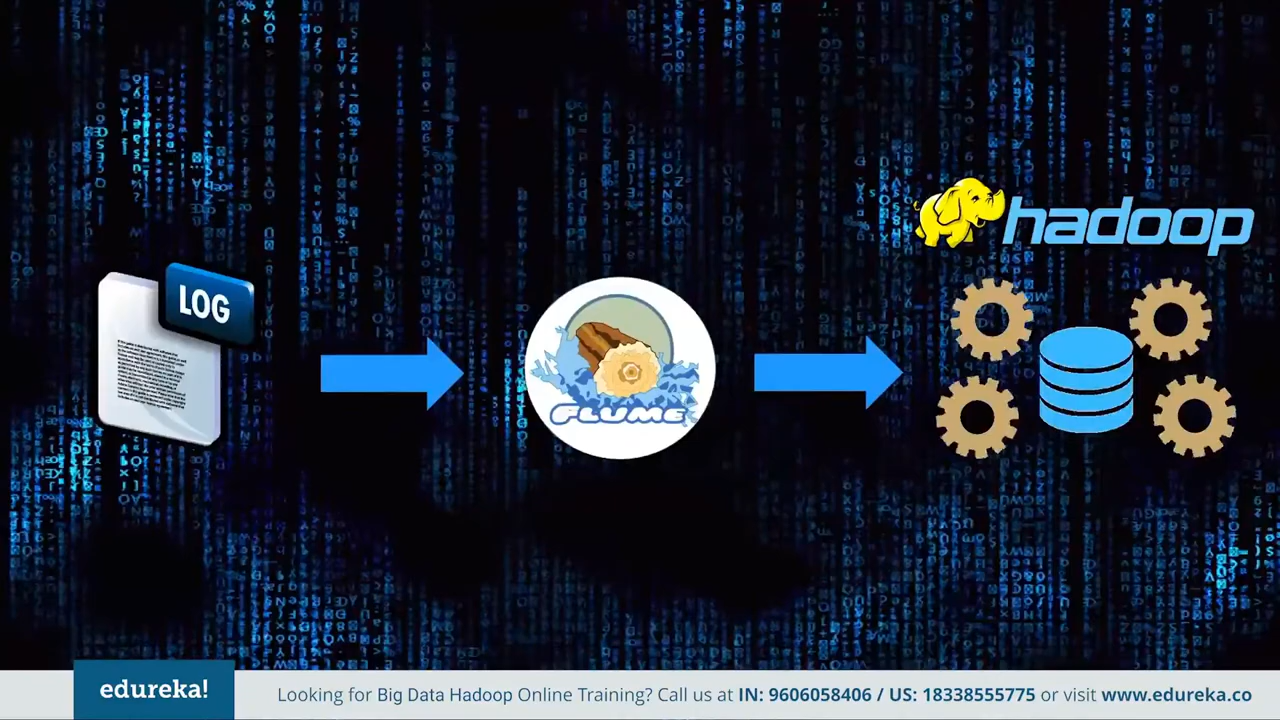 hadoop
LOG
FLUME
edureka!
Looking for Big Data Hadoop Online Training? Call us at IN: 9606058406 / US: 18338555775 or visit www.edureka.co